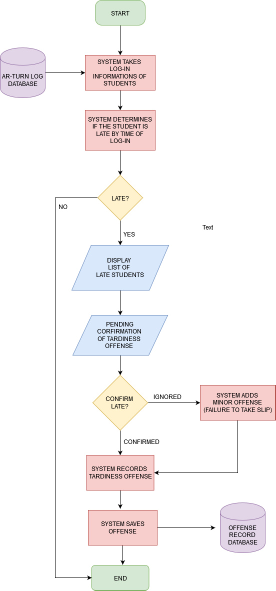 START
AR-TURN LOG
DATABASE
SYSTEM TAKES
LOG-IN
INFORMATIONS OF
STUDENTS
SYSTEM DETERMINES
IF THE STUDENT IS
LATE BY TIME OF
LOG-IN
LATE?
NO
YES
Text
DISPLAY
LIST OF
LATE STUDENTS
PENDING
CORFIRMATION
OF TARDINESS
OFFENSE
CONFIRM
LATE?
IGNORED
SYSTEM ADDS
MINOR OFFENSE
(FAILURE TO TAKE SLIP)
CONFIRMED
SYSTEM RECORDS
TARDINESS OFFENSE
SYSTEM SAVES
OFFENSE
OFFENSE
RECORD
DATABASE
END